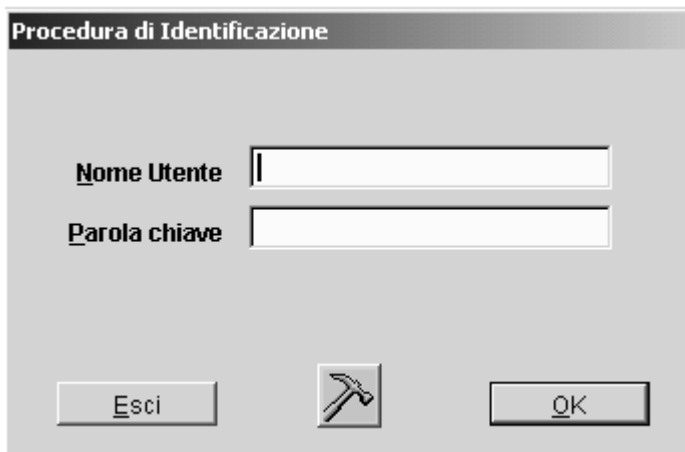 Procedura di Identificazione
Nome Utente
Parola chiave
Esci
OK